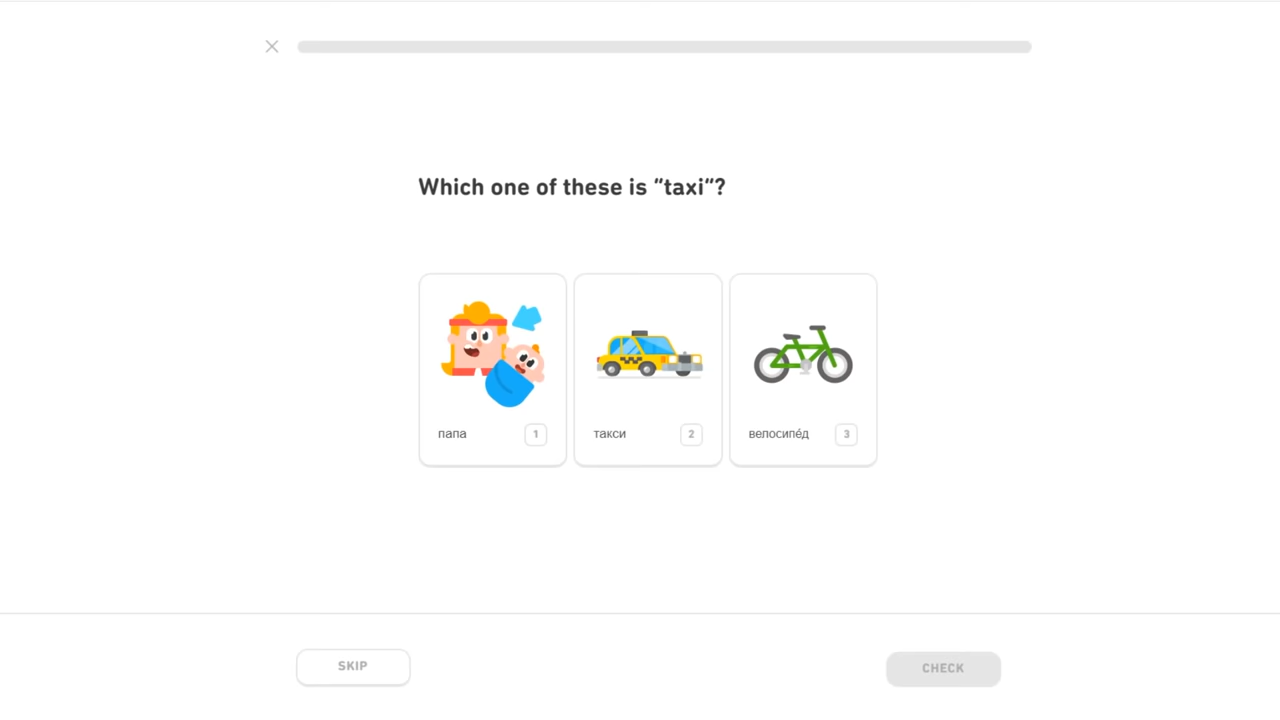 Which one of these is “taxi”?
папа 1
такси 2
велосипе́д 3
SKIP
CHECK